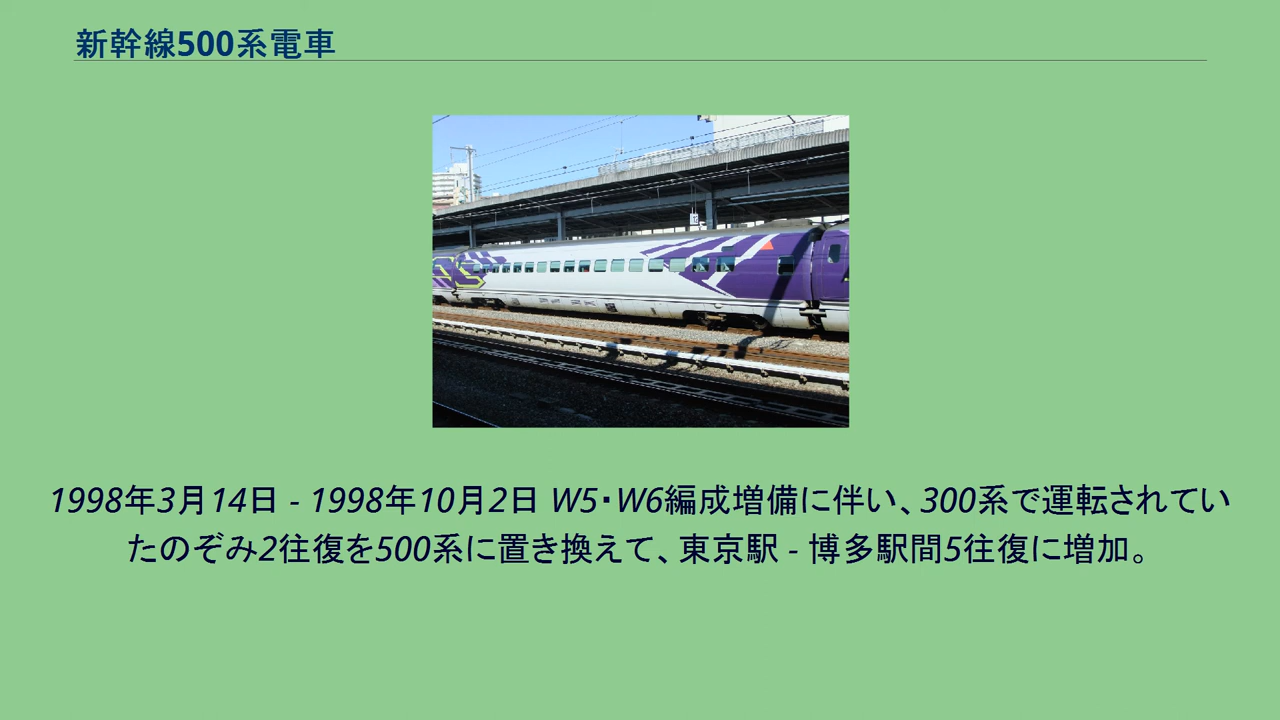 新幹線500系電車
1998年3月14日 - 1998年10月2日 W5・W6編成増備に伴い、300系で運転されてい
たのぞみ2往復を500系に置き換えて、東京駅 - 博多駅間5往復に増加。